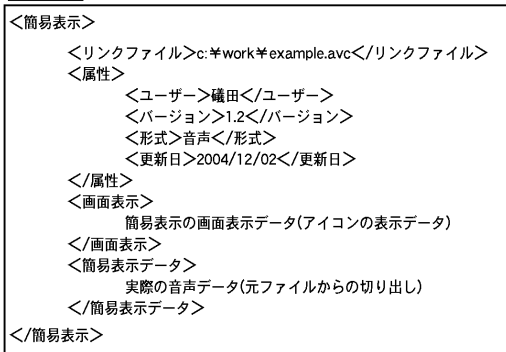 ＜簡易表示＞
＜リンクファイル＞c:￥work￥example.avc＜/リンクファイル＞
＜属性＞
＜ユーザー＞礒田＜/ユーザー＞
＜バージョン＞1.2＜/バージョン＞
＜形式＞音声＜/形式＞
＜更新日＞2004/12/02＜/更新日＞
＜/属性＞
＜画面表示＞
簡易表示の画面表示データ(アイコンの表示データ)
＜/画面表示＞
＜簡易表示データ＞
実際の音声データ(元ファイルからの切り出し)
＜/簡易表示データ＞
＜/簡易表示＞